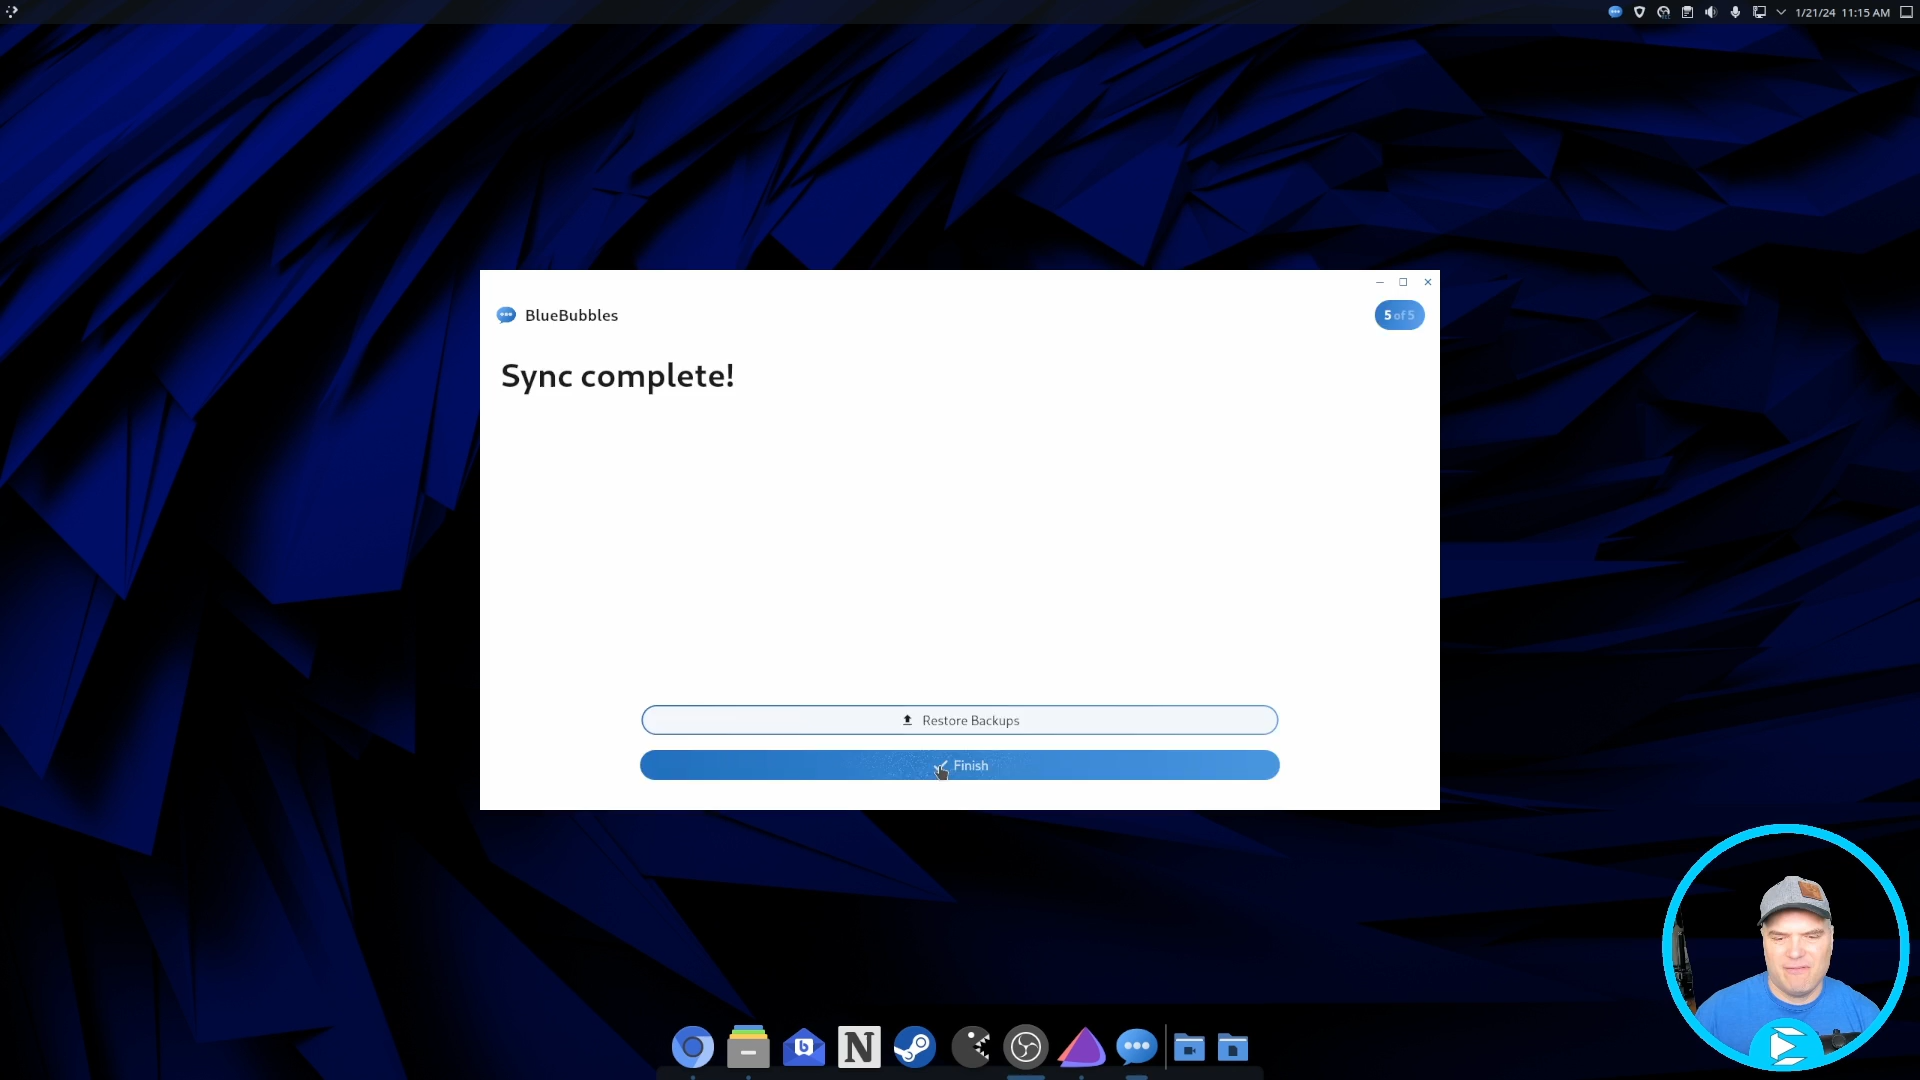 1/21/24 11:15 AM
BlueBubbles
5 of 5
Sync complete!
Restore Backups
Finish
b
N